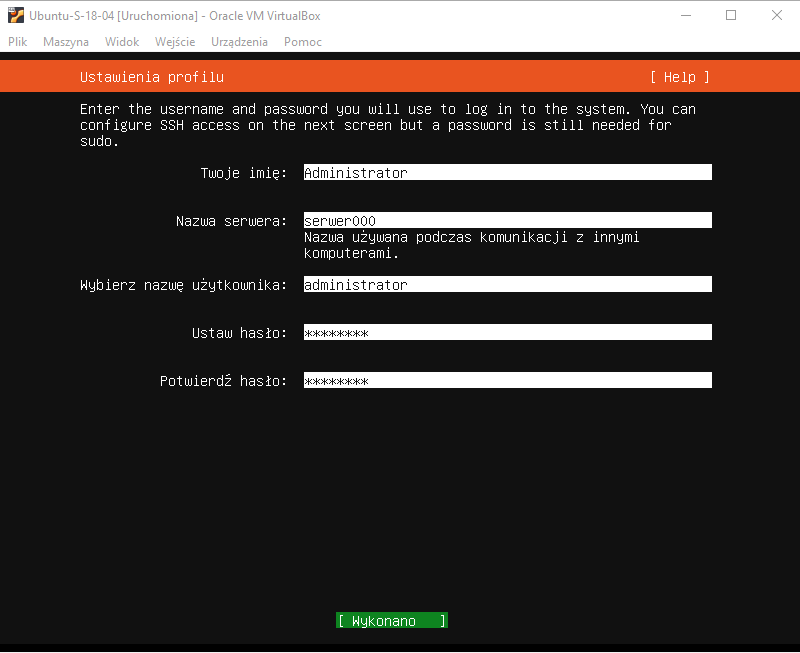 Ubuntu-S-18-04 [Uruchomiona] - Oracle VM VirtualBox
Plik Maszyna Widok Wejście Urządzenia Pomoc
Ustawienia profilu [ Help ]
Enter the username and password you will use to log in to the system. You can
configure SSH access on the next screen but a password is still needed for
sudo.
Twoje imię: Administrator
Nazwa serwera: serwer000
Nazwa używana podczas komunikacji z innymi
komputerami.
Wybierz nazwę użytkownika: administrator
Ustaw hasło: ********
Potwierdź hasło: ********
[ Wykonano ]